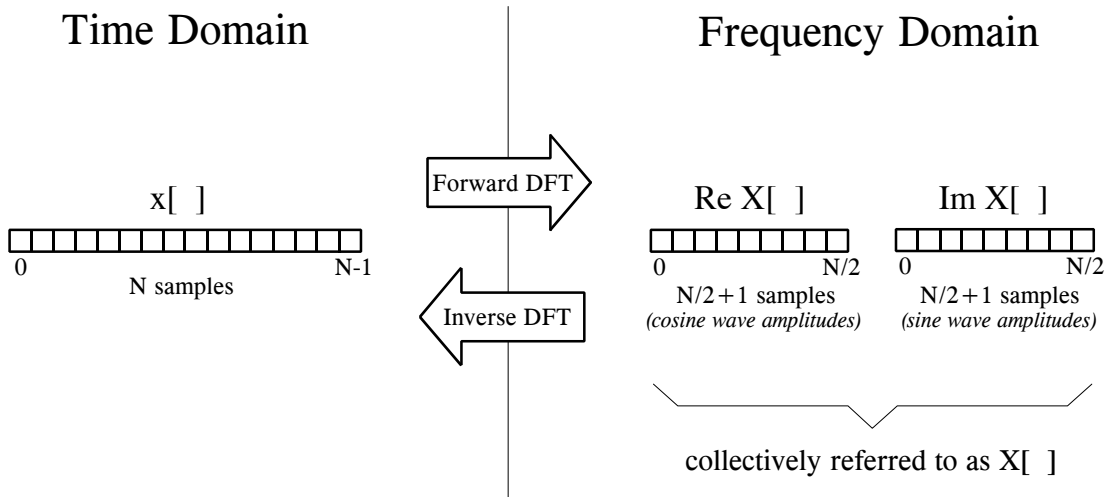 Time Domain
Frequency Domain
Forward DFT
x[ ]
Re X[ ]
Im X[ ]
0 N-1
N samples
0 N/2
0 N/2
N/2+1 samples
(cosine wave amplitudes)
N/2+1 samples
(sine wave amplitudes)
Inverse DFT
collectively referred to as X[ ]